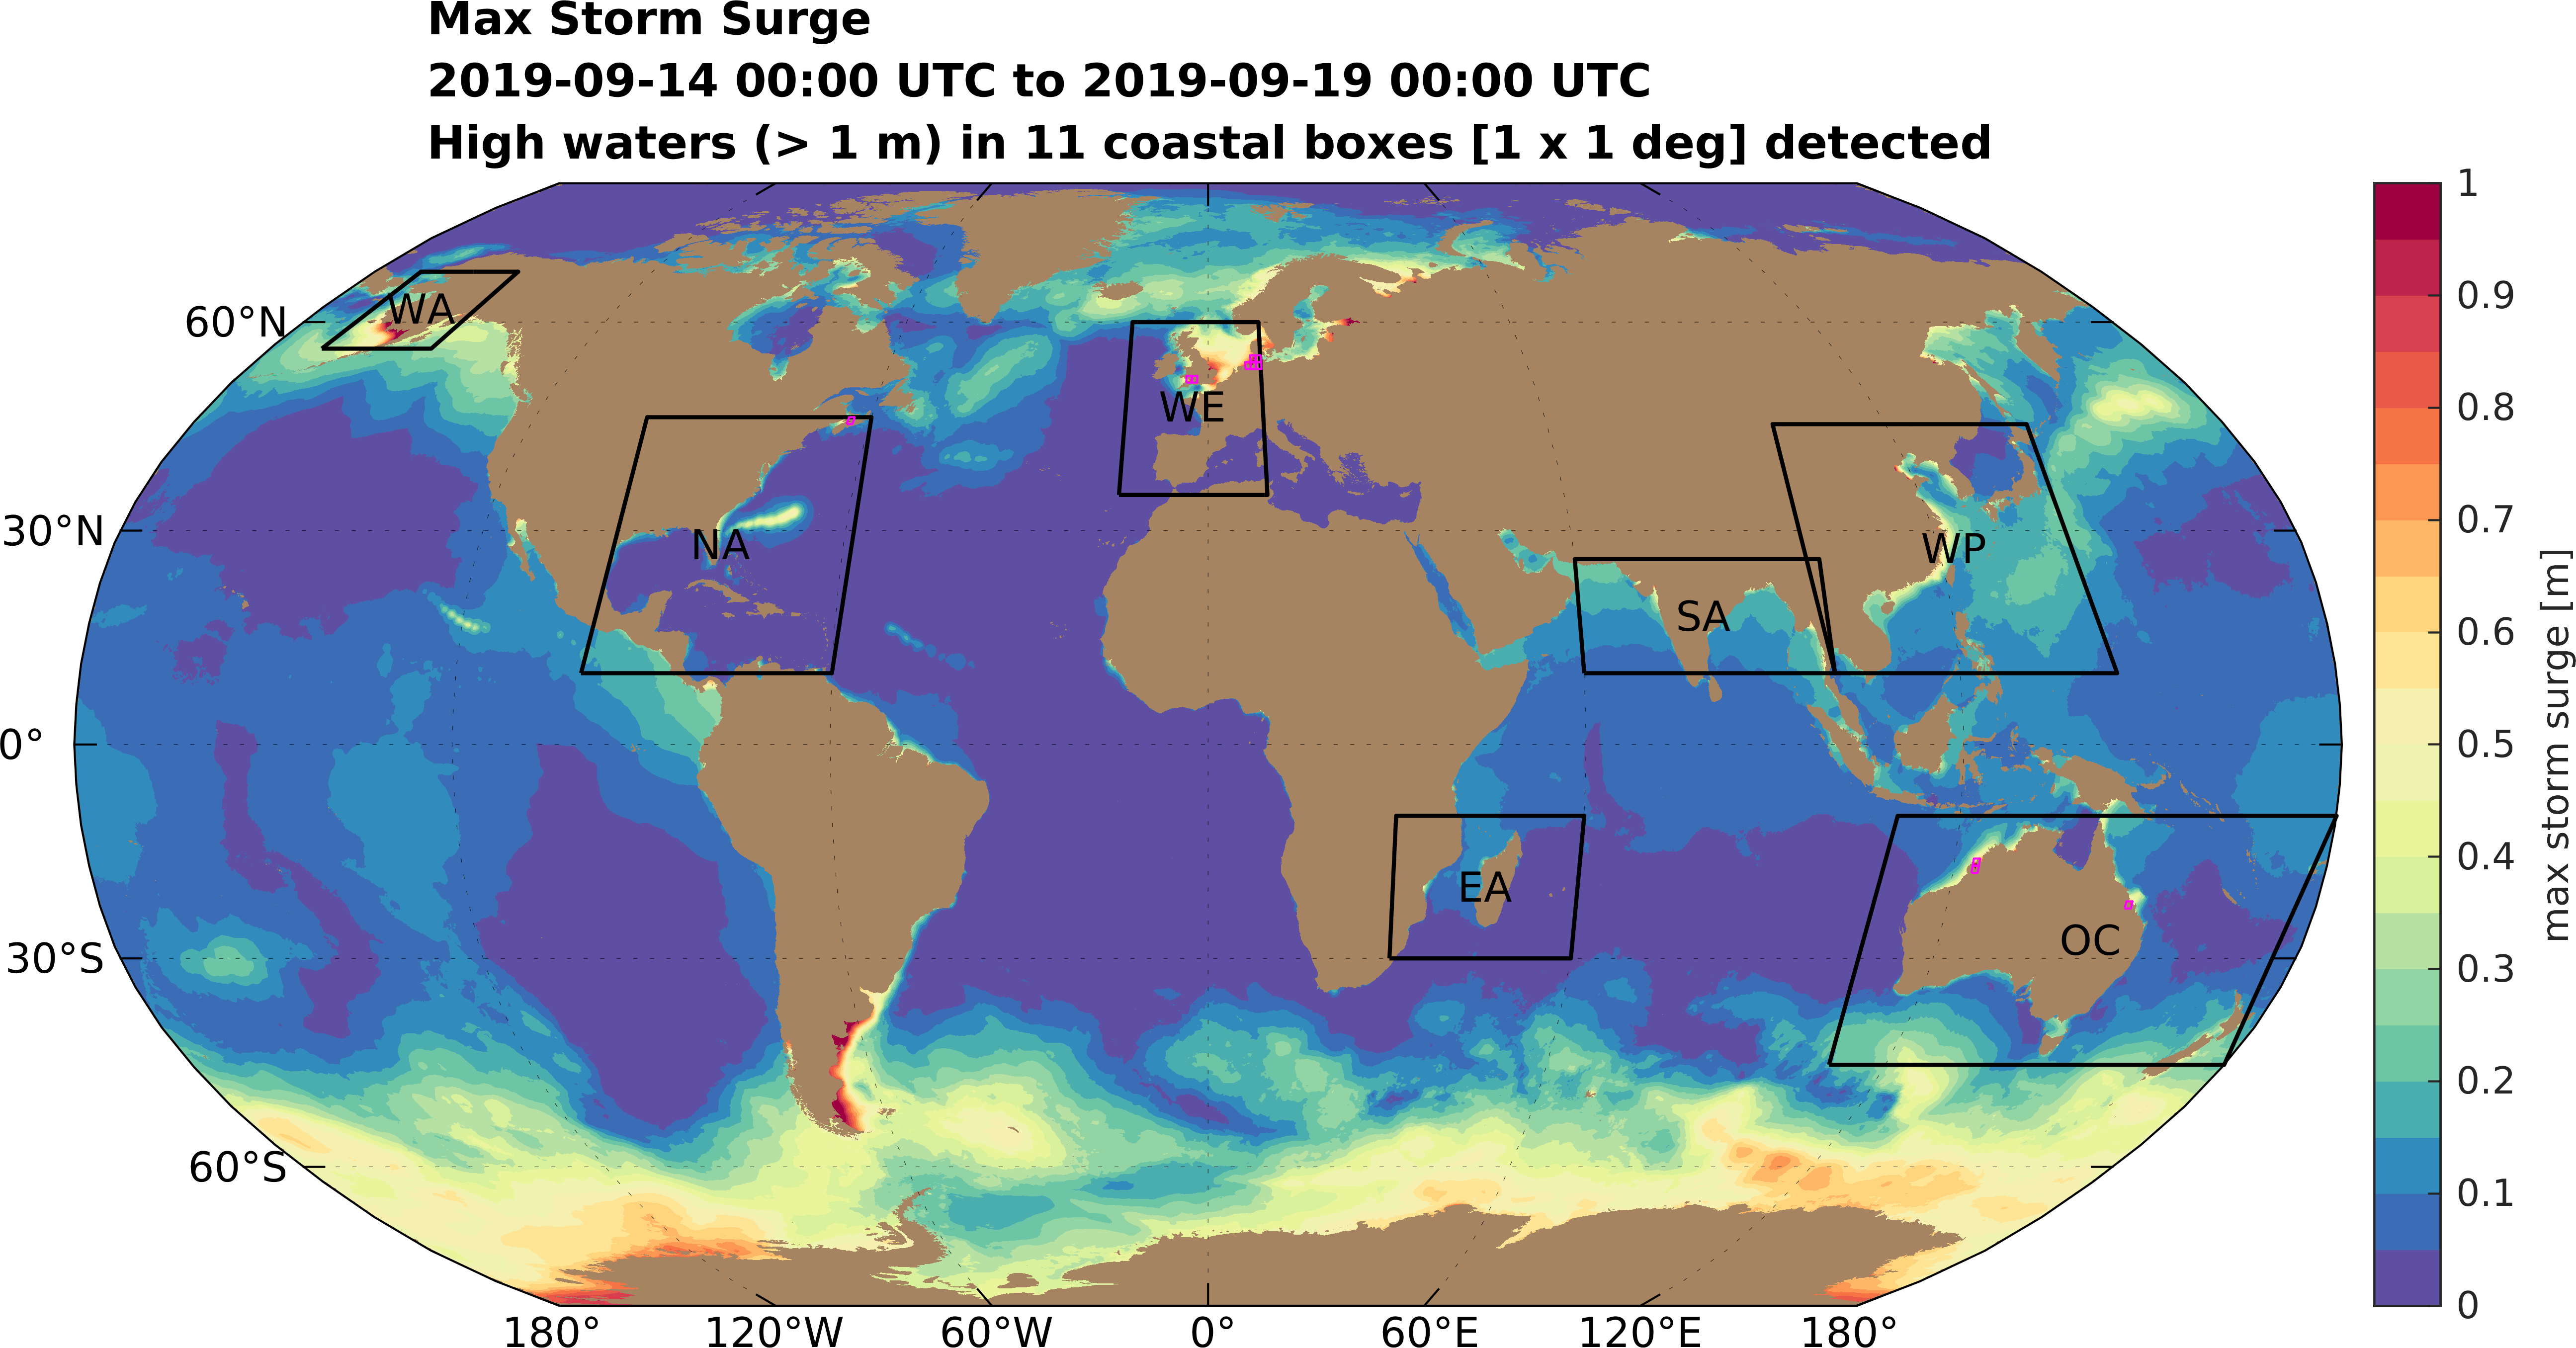 Max Storm Surge
2019-09-14 00:00 UTC to 2019-09-19 00:00 UTC
High waters (> 1 m) in 11 coastal boxes [1 x 1 deg] detected
60°N
30°N
0°
30°S
60°S
WA
NA
WE
SA
WP
EA
OC
180°
120°W
60°W
0°
60°E
120°E
180°
1
0.9
0.8
0.7
0.6
0.5
0.4
0.3
0.2
0.1
0
max storm surge [m]